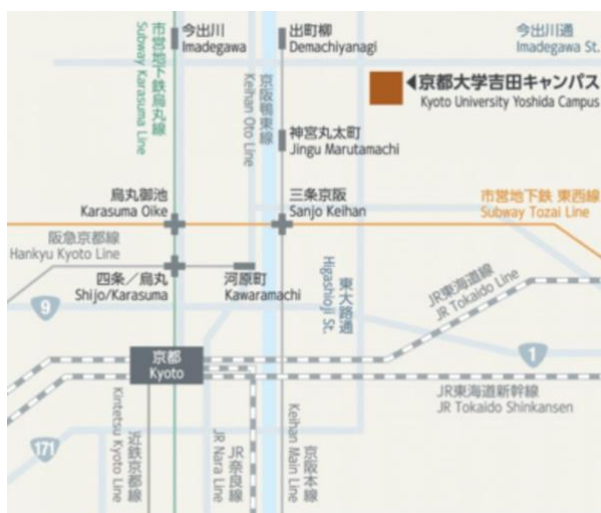 今出川
Imadegawa
出町柳
Demachiyanagi
今出川通
Imadegawa St.
市営地下鉄烏丸線
Subway Karasuma Line
京阪鴨東線
Keihan Oto Line
京都大学吉田キャンパス
Kyoto University Yoshida Campus
神宮丸太町
Jingu Marutamachi
烏丸御池
Karasuma Oike
三条京阪
Sanjo Keihan
市営地下鉄 東西線
Subway Tozai Line
阪急京都線
Hankyu Kyoto Line
四条/烏丸
Shijo/Karasuma
河原町
Kawaramachi
東大路通
Higashioji St.
JR東海道線
JR Tokaido Line
9
京都
Kyoto
1
JR東海道新幹線
JR Tokaido Shinkansen
171
近鉄京都線
Kintetsu Kyoto Line
JR奈良線
JR Nara Line
京阪本線
Keihan Main Line